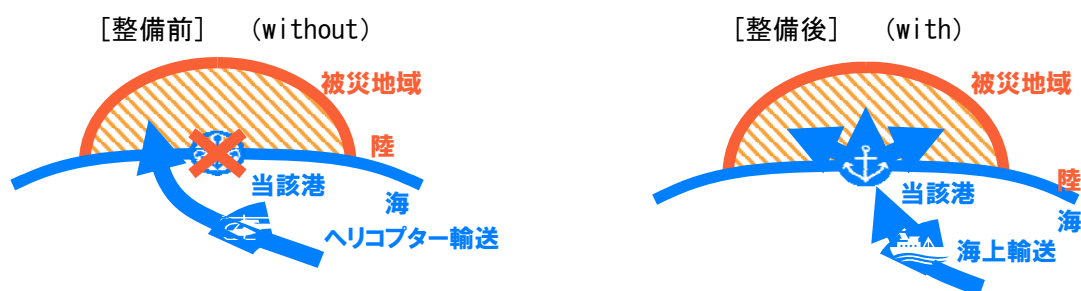 [整備前] (without)
被災地域
陸
当該港
海
ヘリコプター輸送
[整備後] (with)
被災地域
陸
当該港
海
海上輸送